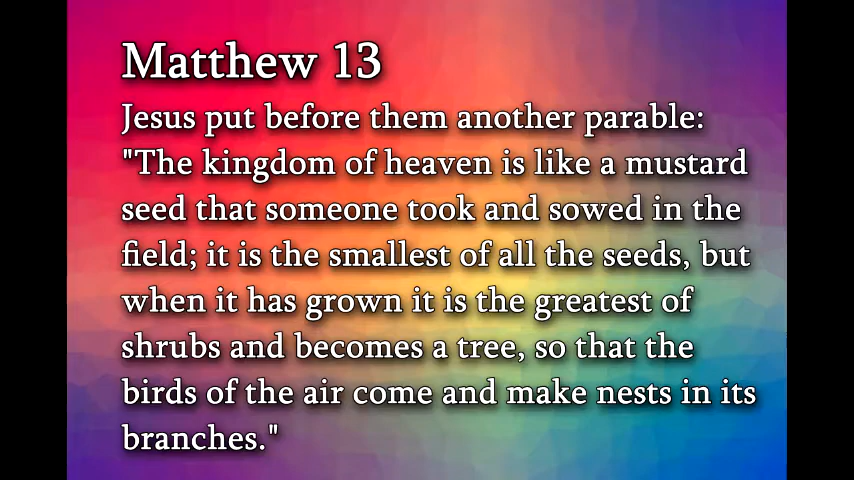 Matthew 13
Jesus put before them another parable:
"The kingdom of heaven is like a mustard
seed that someone took and sowed in the
field; it is the smallest of all the seeds, but
when it has grown it is the greatest of
shrubs and becomes a tree, so that the
birds of the air come and make nests in its
branches."